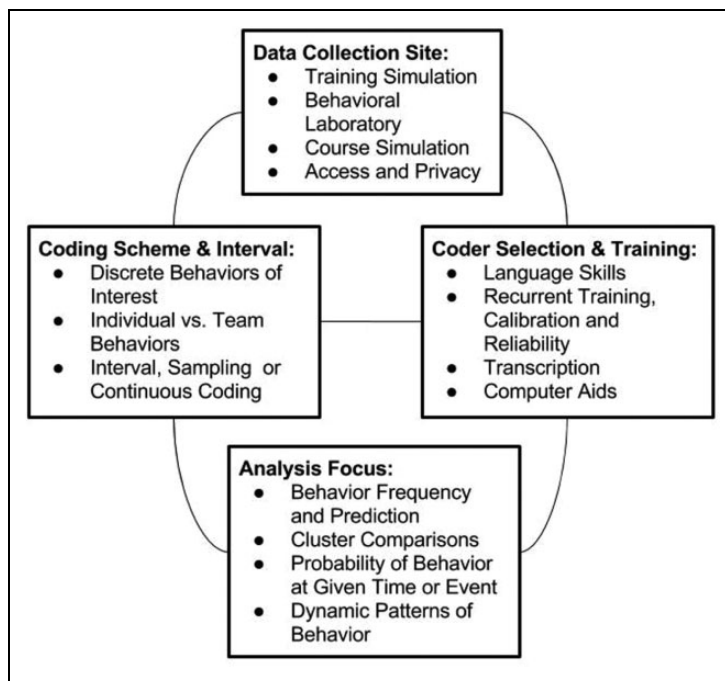 Data Collection Site:
● Training Simulation
● Behavioral
Laboratory
● Course Simulation
● Access and Privacy
Coding Scheme & Interval:
● Discrete Behaviors of
Interest
● Individual vs. Team
Behaviors
● Interval, Sampling or
Continuous Coding
Coder Selection & Training:
● Language Skills
● Recurrent Training,
Calibration and
Reliability
● Transcription
● Computer Aids
Analysis Focus:
● Behavior Frequency
and Prediction
● Cluster Comparisons
● Probability of Behavior
at Given Time or Event
● Dynamic Patterns of
Behavior